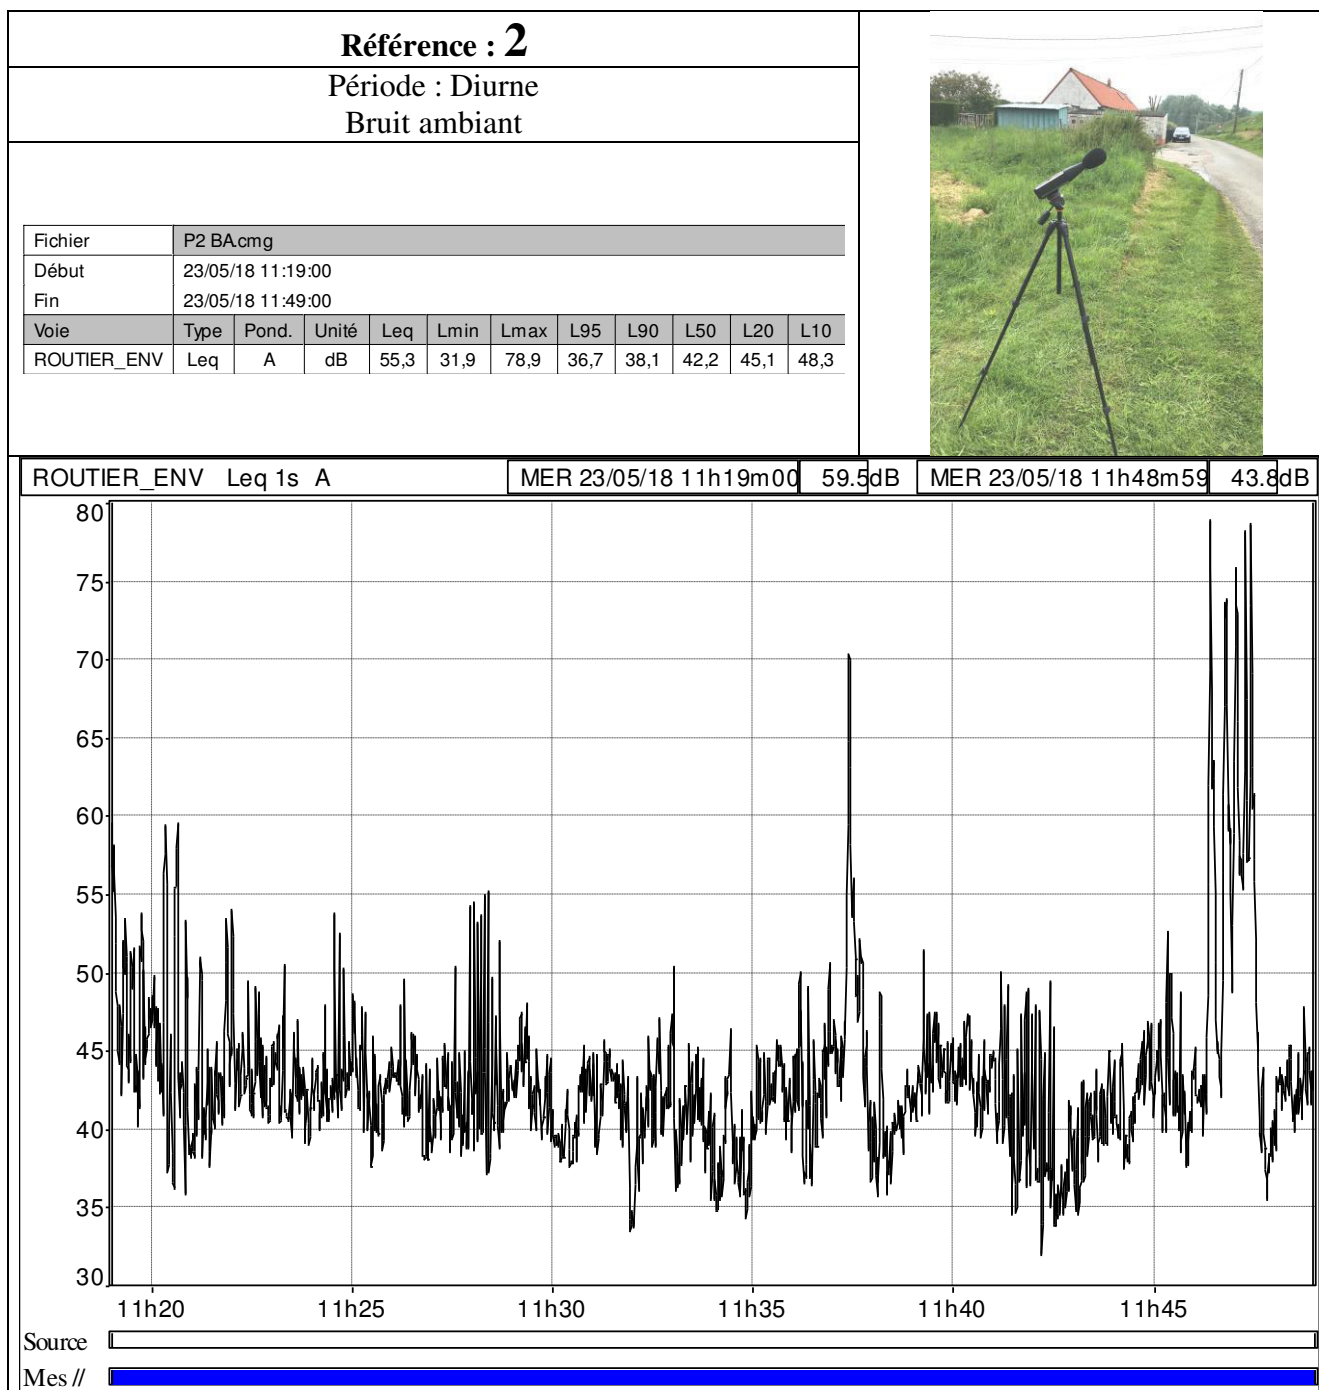 Référence : 2
Période : Diurne
Bruit ambiant
Fichier P2 BA.cmg
Début 23/05/18 11:19:00
Fin 23/05/18 11:49:00
Voie Type Pond. Unité Leq Lmin Lmax L95 L90 L50 L20 L10
ROUTIER_ENV Leq A dB 55,3 31,9 78,9 36,7 38,1 42,2 45,1 48,3
ROUTIER_ENV Leq 1s A MER 23/05/18 11h19m00 59.5dB MER 23/05/18 11h48m59 43.8dB
80
75
70
65
60
55
50
45
40
35
30
11h20 11h25 11h30 11h35 11h40 11h45
Source
Mes //